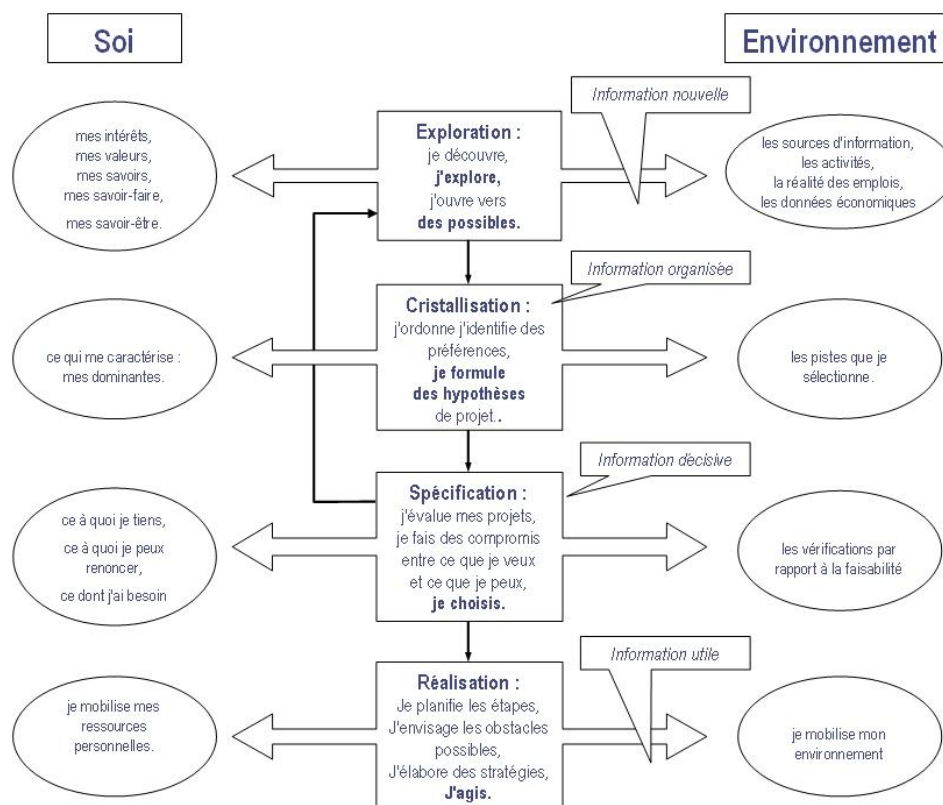 Soi
Environnement
Information nouvelle
mes intérêts,
mes valeurs,
mes savoirs,
mes savoir-faire,
mes savoir-être.
Exploration :
je découvre,
j'explore,
j'ouvre vers
des possibles.
les sources d'information,
les activités,
la réalité des emplois,
les données économiques
Information organisée
ce qui me caractérise :
mes dominantes.
Cristallisation :
j'ordonne j'identifie des
préférences,
je formule
des hypothèses
de projet..
les pistes que je
sélectionne.
Information décisive
ce à quoi je tiens,
ce à quoi je peux
renoncer,
ce dont j'ai besoin
Spécification :
j'évalue mes projets,
je fais des compromis
entre ce que je veux
et ce que je peux,
je choisis.
les vérifications par
rapport à la faisabilité
Information utile
je mobilise mes
ressources
personnelles.
Réalisation :
Je planifie les étapes,
J'envisage les obstacles
possibles,
J'élabore des stratégies,
J'agis.
je mobilise mon
environnement